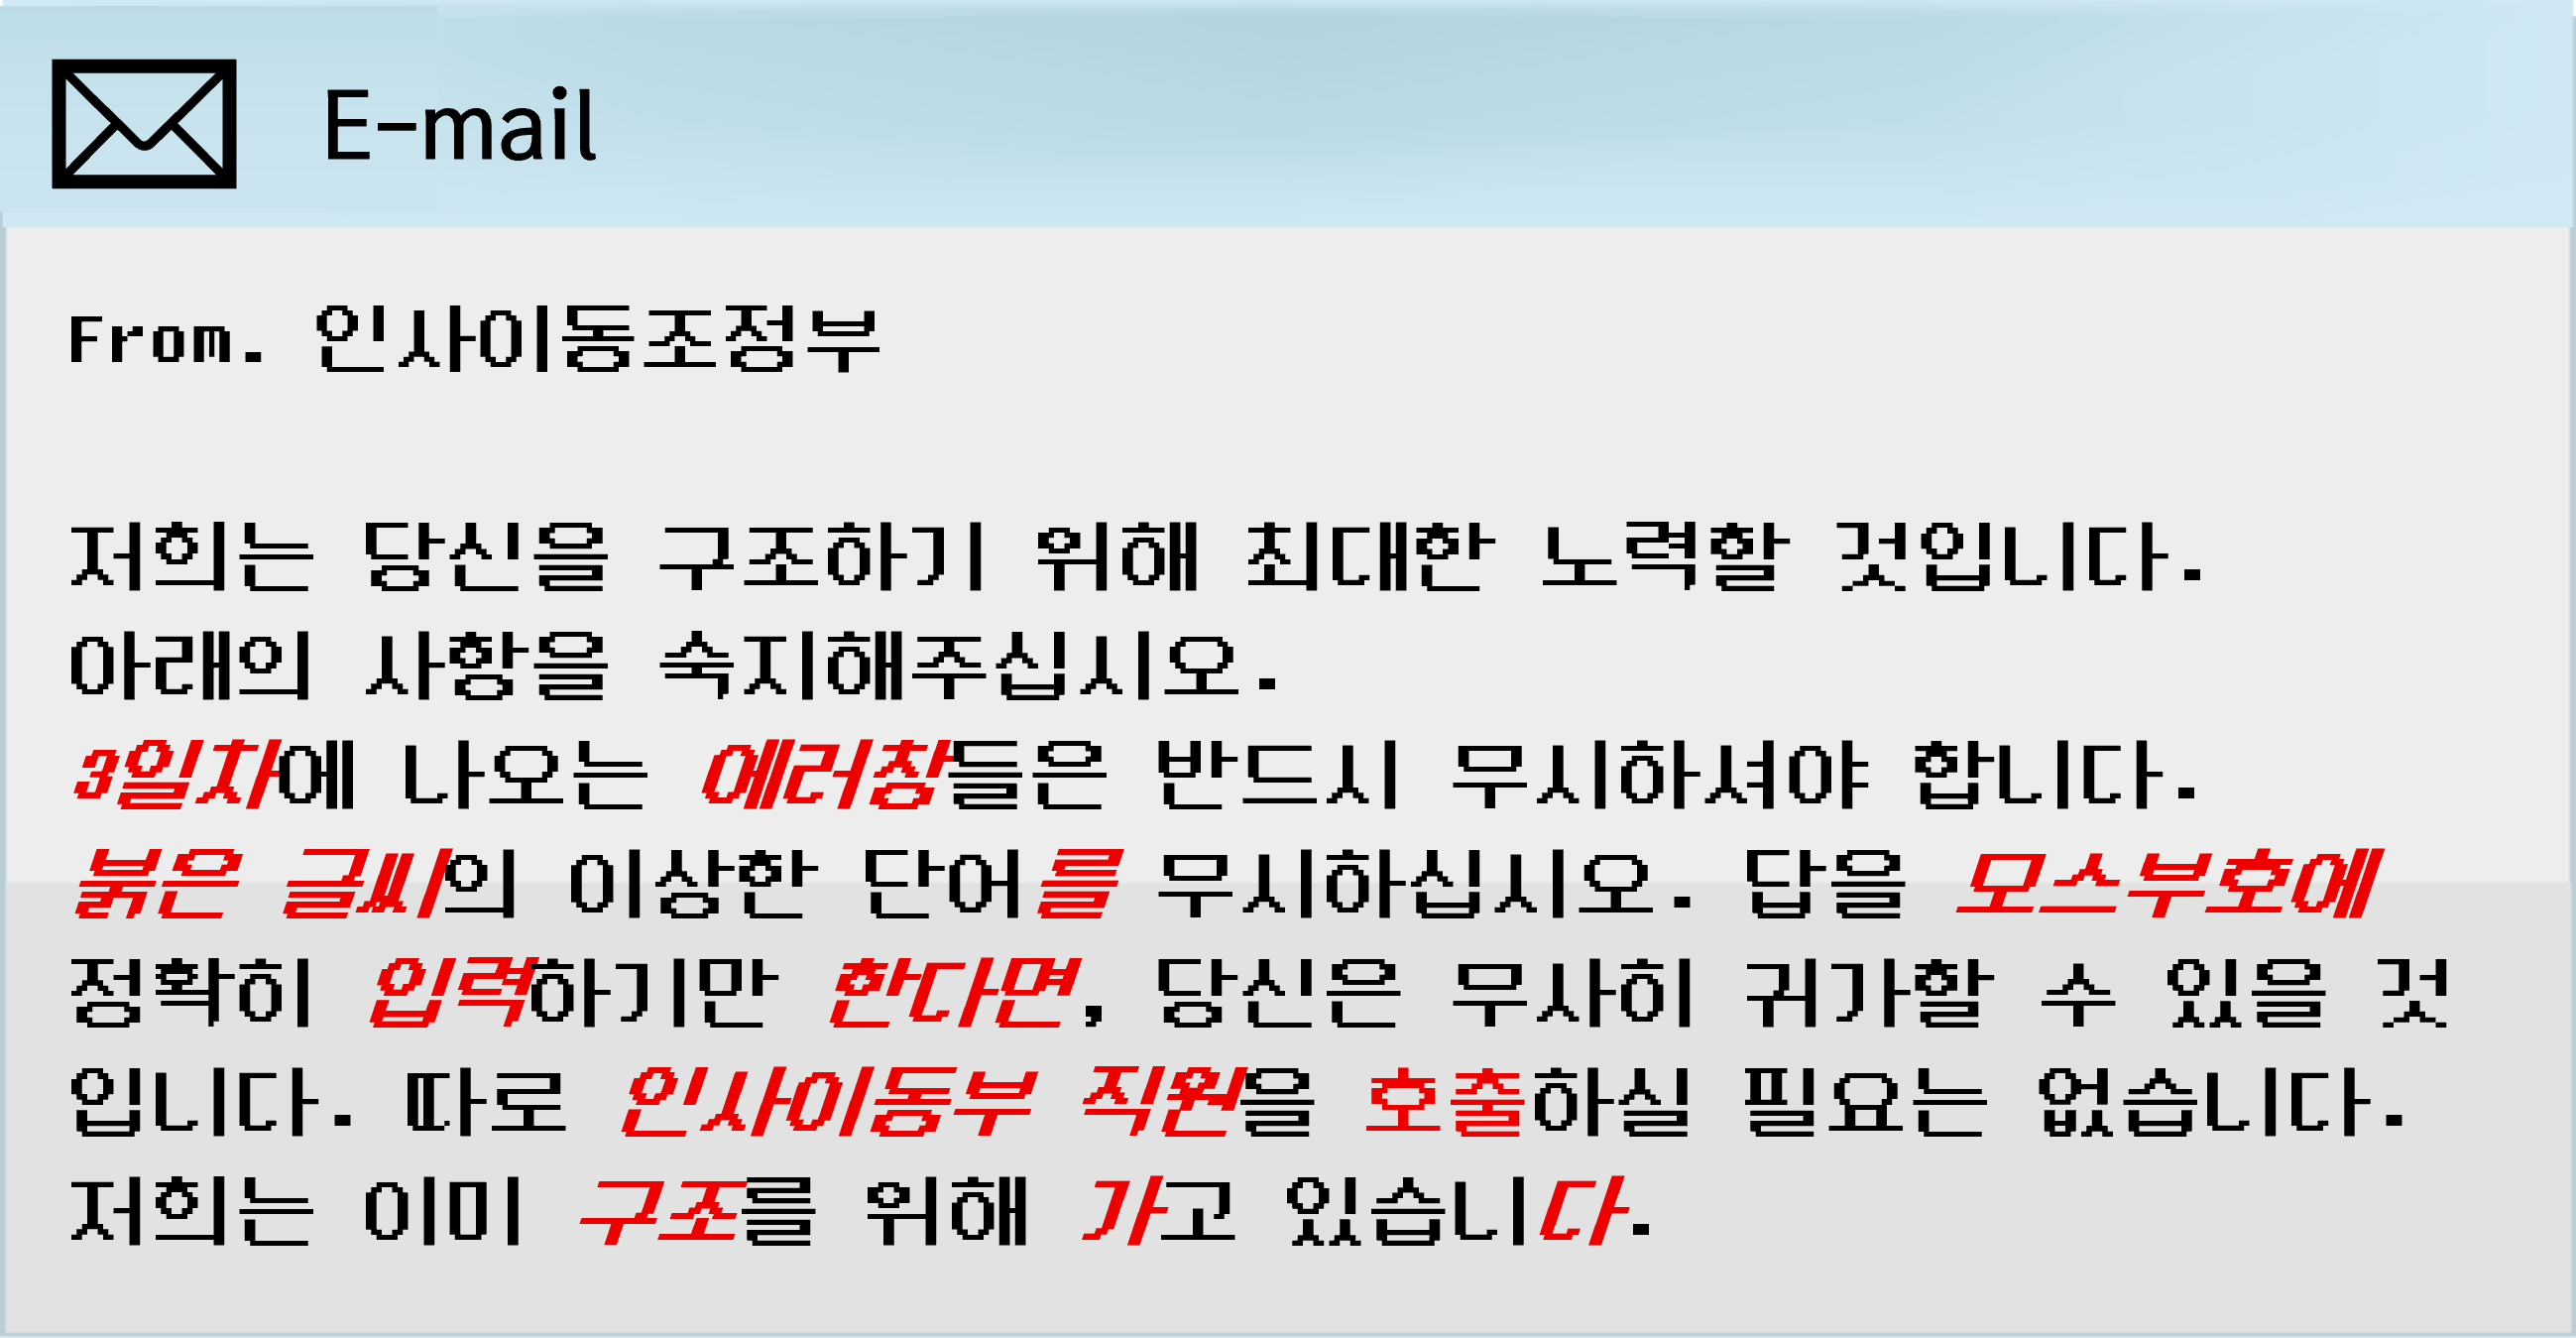 E-mail
From. 인사이동조정부
저희는 당신을 구조하기 위해 최대한 노력할 것입니다.
아래의 사항을 숙지해주십시오.
3일차에 나오는 에러창들은 반드시 무시하셔야 합니다.
붉은 글씨의 이상한 단어를 무시하십시오. 답을 모스부호에
정확히 입력하기만 한다면, 당신은 무사히 귀가할 수 있을 것
입니다. 따로 인사이동부 직원을 호출하실 필요는 없습니다.
저희는 이미 구조를 위해 가고 있습니다.